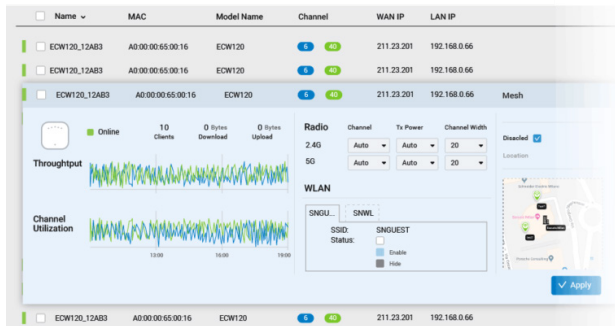 Name MAC Model Name Channel WAN IP LAN IP
ECW120_12AB3 A0:00:00:65:00:16 ECW120 6 40 211.23.201 192.168.0.66
ECW120_12AB3 A0:00:00:65:00:16 ECW120 6 40 211.23.201 192.168.0.66
ECW120_12AB3 A0:00:00:65:00:16 ECW120 6 40 211.23.201 192.168.0.66 Mesh
Online
10 Clients
0 Bytes Download
0 Bytes Upload
Throughtput
Channel Utilization
13:00 16:00 19:00
Radio Channel Tx Power Channel Width
2.4G Auto Auto 20
5G Auto Auto 20
WLAN
SNGU... SNWL
SSID: SNGUEST
Status:
Enable
Hide
Disacled
Location
Apply
ECW120_12AB3 A0:00:00:65:00:16 ECW120 6 40 211.23.201 192.168.0.66